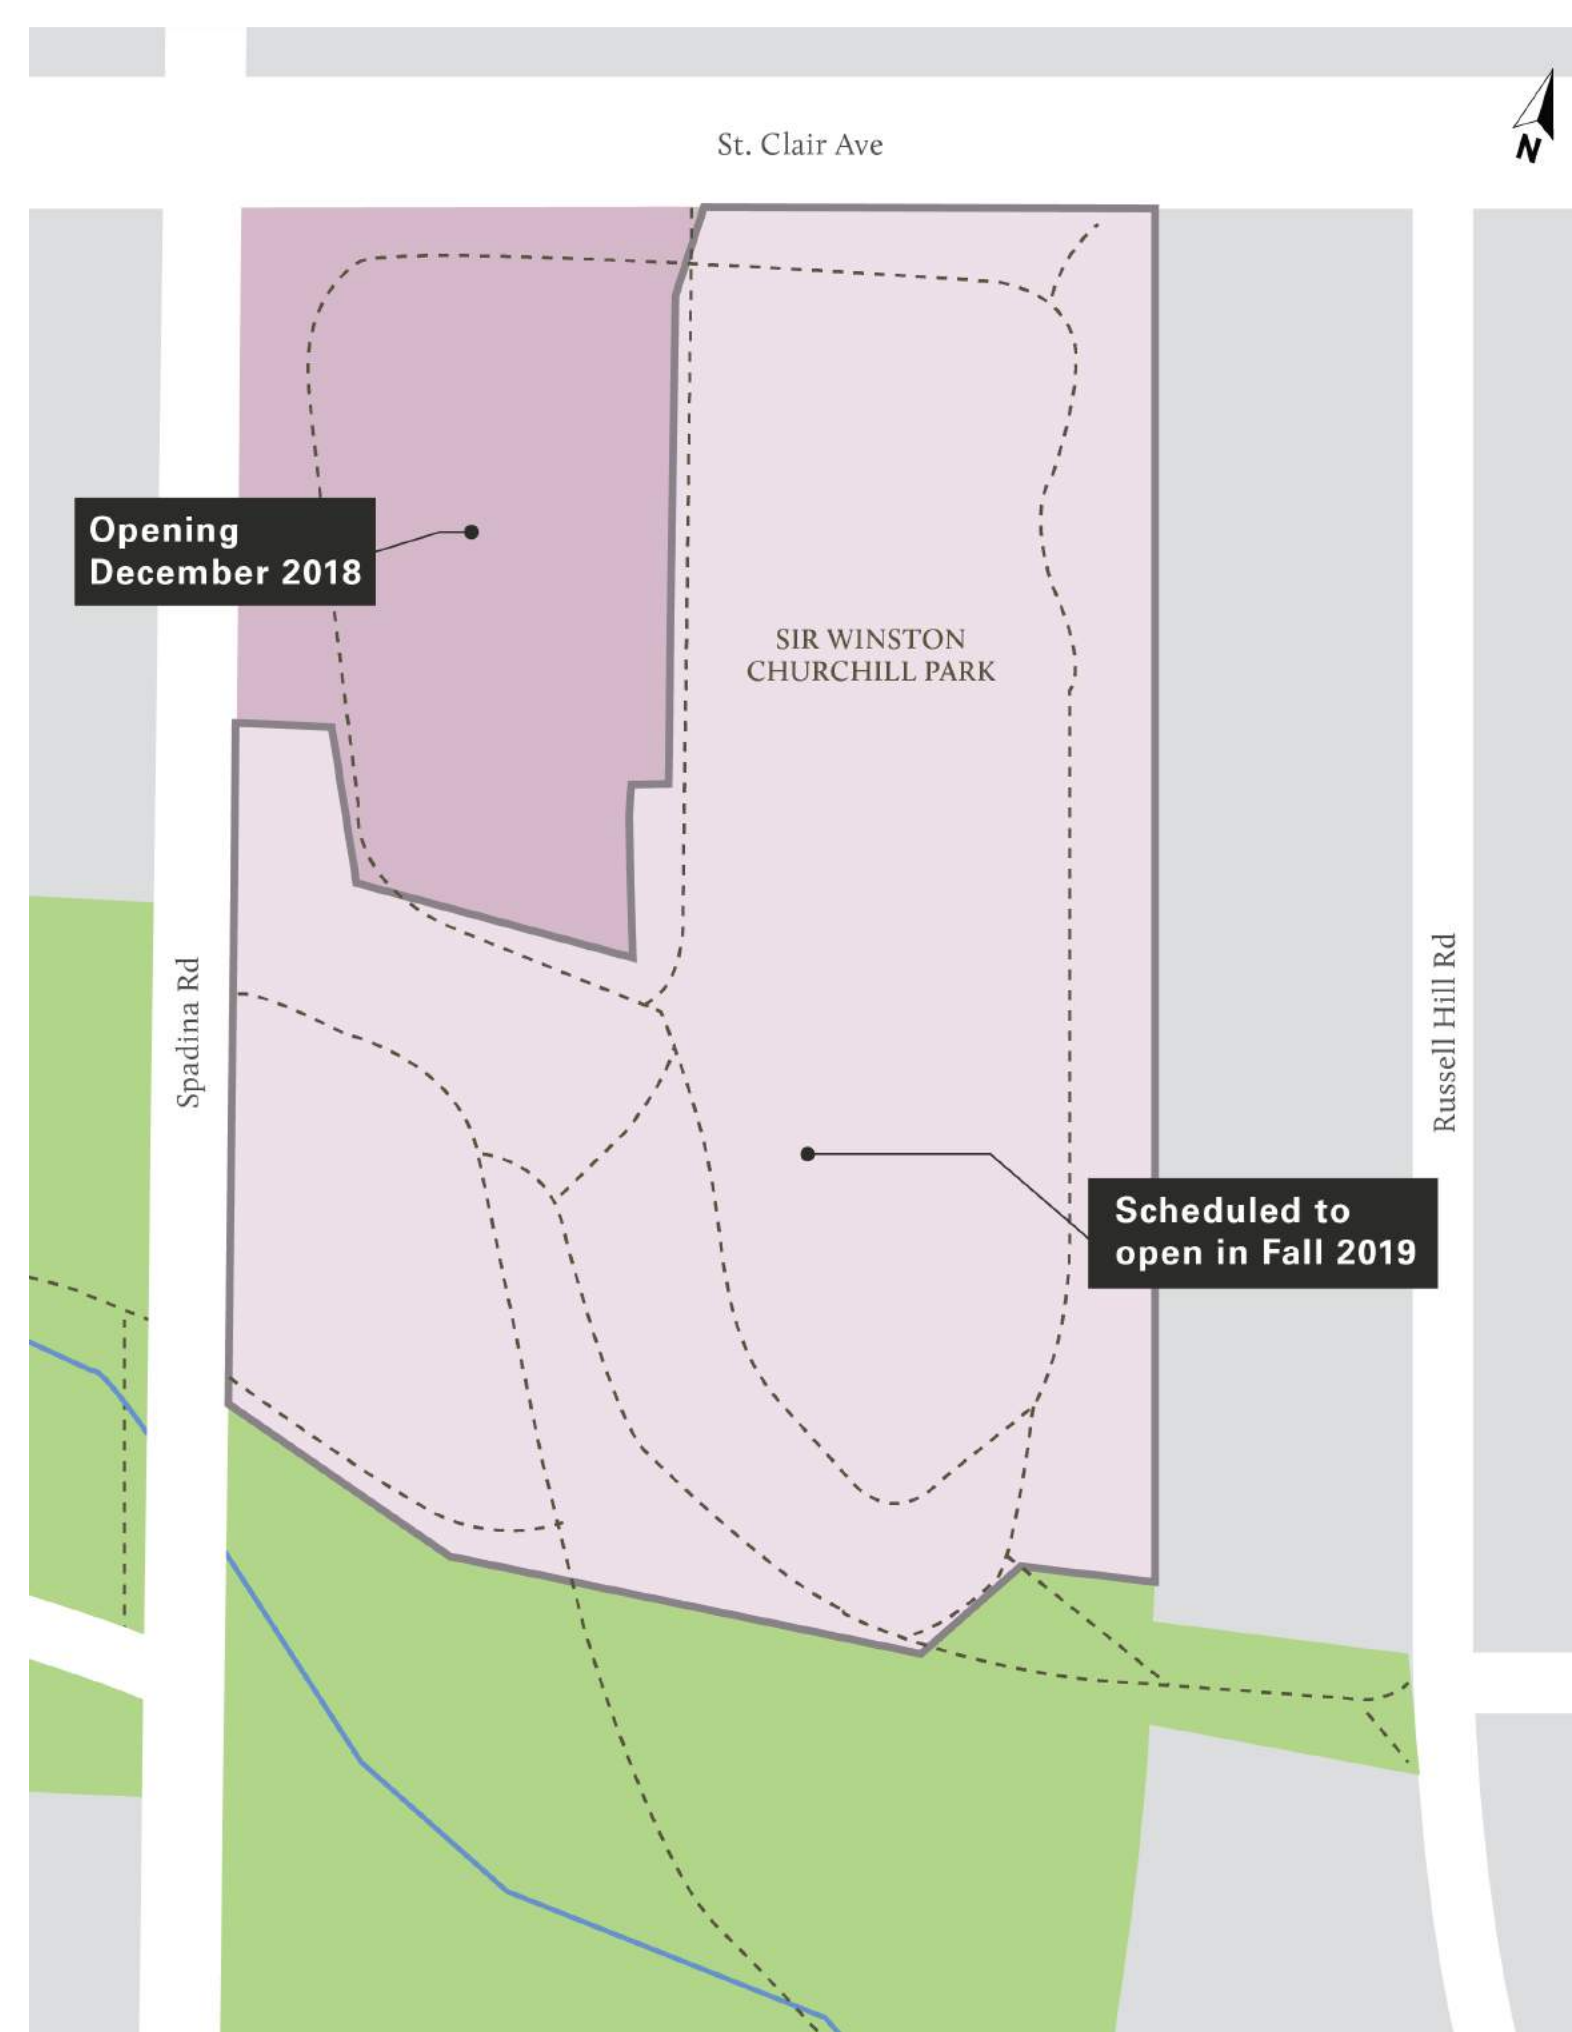 St. Clair Ave
N
Opening
December 2018
SIR WINSTON
CHURCHILL PARK
Spadina Rd
Russell Hill Rd
Scheduled to
open in Fall 2019